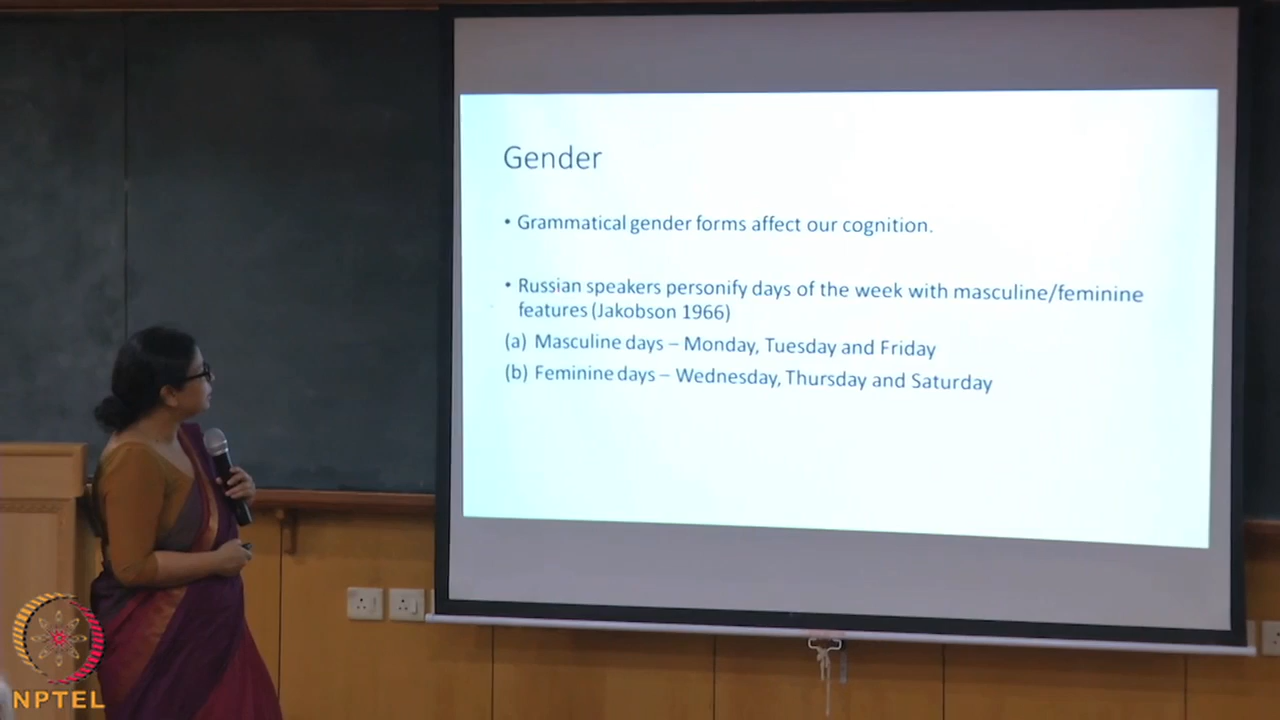 Gender
• Grammatical gender forms affect our cognition.
• Russian speakers personify days of the week with masculine/feminine
features (Jakobson 1966)
(a) Masculine days – Monday, Tuesday and Friday
(b) Feminine days – Wednesday, Thursday and Saturday
NPTEL